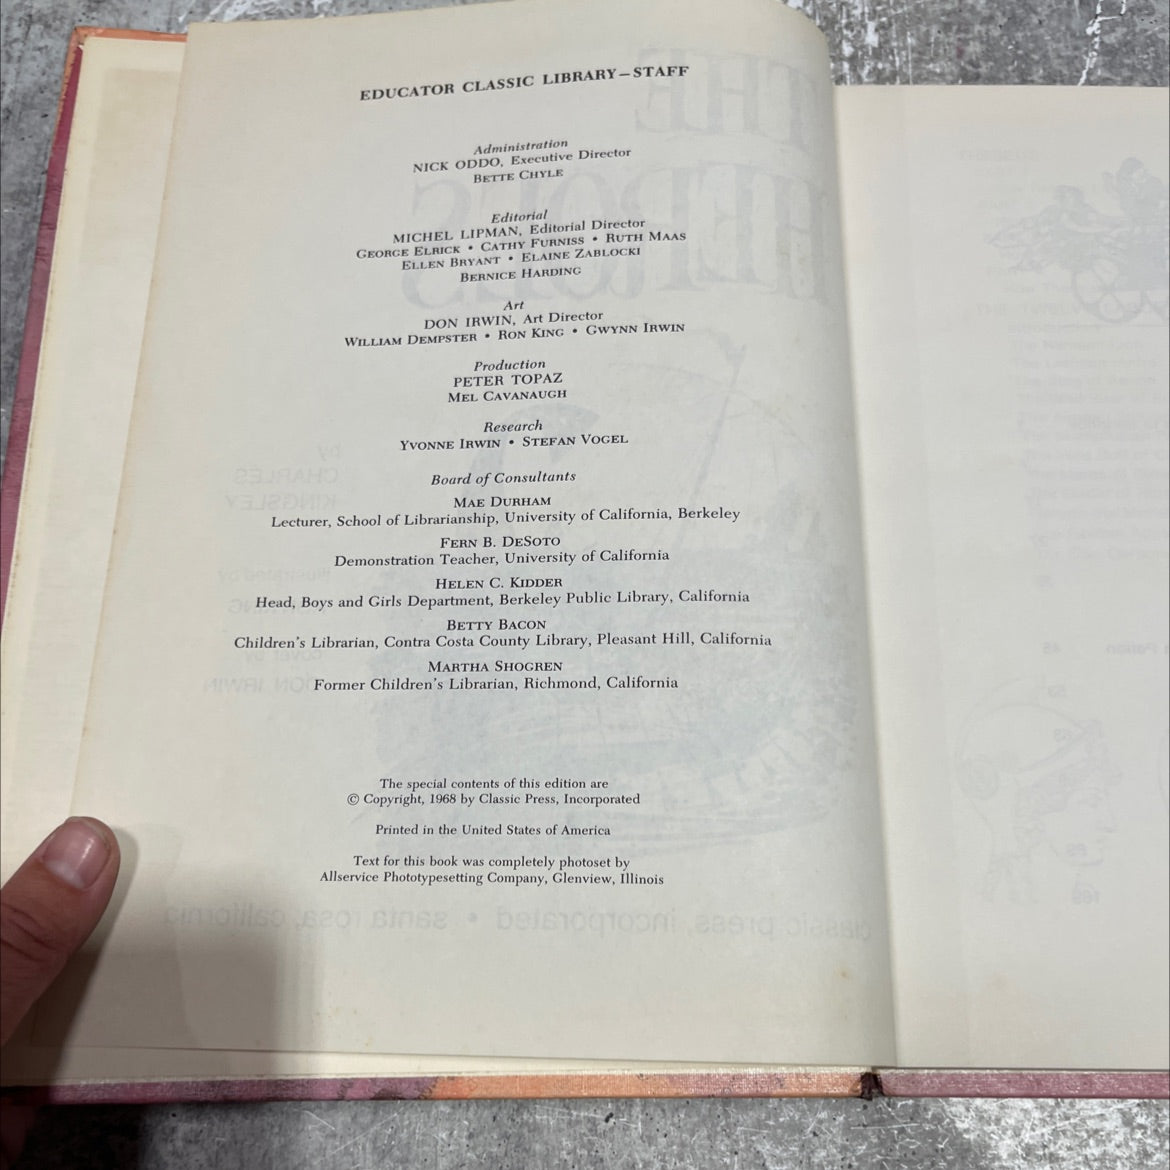 EDUCATOR CLASSIC LIBRARY—STAFF
Administration
NICK ODDO, Executive Director
BETTE CHYLE
Editorial
MICHEL LIPMAN, Editorial Director
GEORGE ELRICK • CATHY FURNISS • RUTH MAAS
ELLEN BRYANT • ELAINE ZABLOCKI
BERNICE HARDING
Art
DON IRWIN, Art Director
WILLIAM DEMPSTER • RON KING • GWYNN IRWIN
Production
PETER TOPAZ
MEL CAVANAUGH
Research
YVONNE IRWIN • STEFAN VOGEL
Board of Consultants
MAE DURHAM
Lecturer, School of Librarianship, University of California, Berkeley
FERN B. DESOTO
Demonstration Teacher, University of California
HELEN C. KIDDER
Head, Boys and Girls Department, Berkeley Public Library, California
BETTY BACON
Children's Librarian, Contra Costa County Library, Pleasant Hill, California
MARTHA SHOGREN
Former Children's Librarian, Richmond, California
The special contents of this edition are
© Copyright, 1968 by Classic Press, Incorporated
Printed in the United States of America
Text for this book was completely photoset by
Allservice Phototypesetting Company, Glenview, Illinois